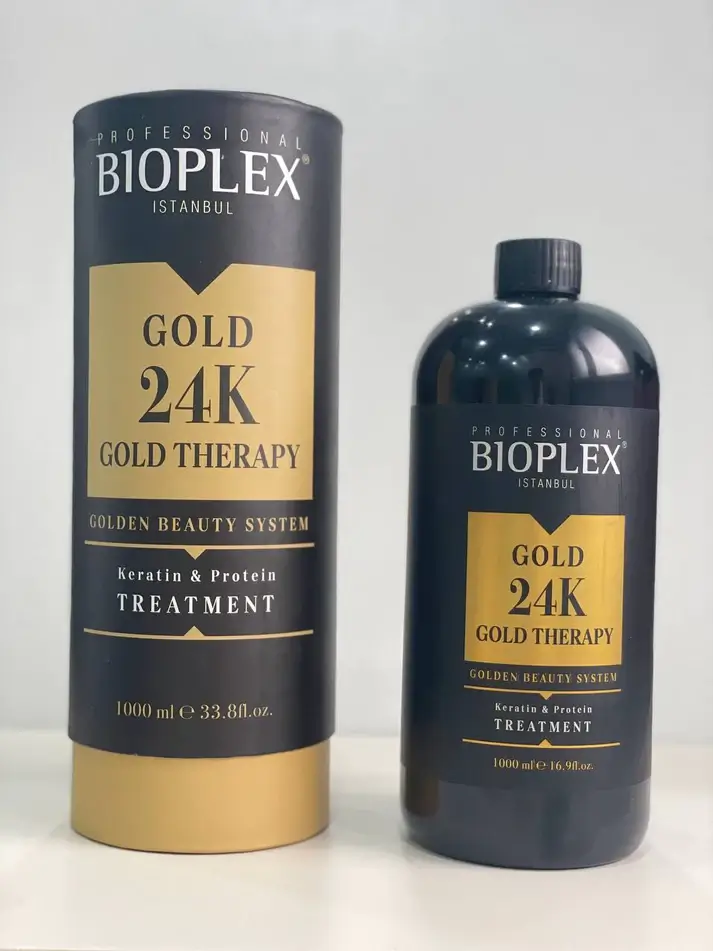 PROFESSIONAL
BIOPLEX®
ISTANBUL
GOLD
24K
GOLD THERAPY
GOLDEN BEAUTY SYSTEM
Keratin & Protein
TREATMENT
1000 ml ℮ 33.8fl.oz.
PROFESSIONAL
BIOPLEX®
ISTANBUL
GOLD
24K
GOLD THERAPY
GOLDEN BEAUTY SYSTEM
Keratin & Protein
TREATMENT
1000 ml ℮ 16,9fl.oz.